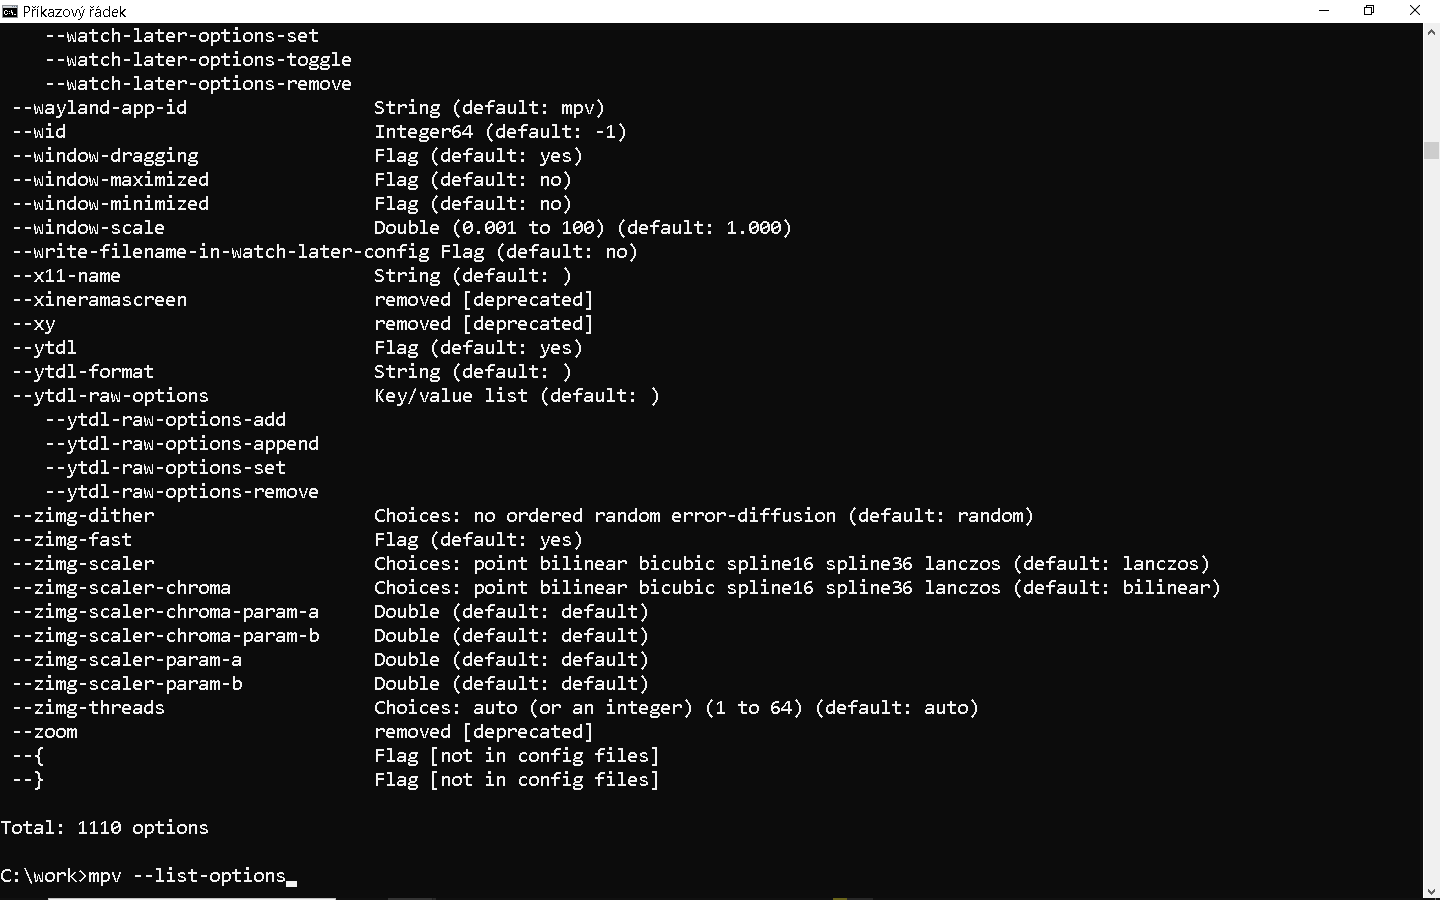 Příkazový řádek
--watch-later-options-set
--watch-later-options-toggle
--watch-later-options-remove
--wayland-app-id String (default: mpv)
--wid Integer64 (default: -1)
--window-dragging Flag (default: yes)
--window-maximized Flag (default: no)
--window-minimized Flag (default: no)
--window-scale Double (0.001 to 100) (default: 1.000)
--write-filename-in-watch-later-config Flag (default: no)
--x11-name String (default: )
--xineramascreen removed [deprecated]
--xy removed [deprecated]
--ytdl Flag (default: yes)
--ytdl-format String (default: )
--ytdl-raw-options Key/value list (default: )
--ytdl-raw-options-add
--ytdl-raw-options-append
--ytdl-raw-options-set
--ytdl-raw-options-remove
--zimg-dither Choices: no ordered random error-diffusion (default: random)
--zimg-fast Flag (default: yes)
--zimg-scaler Choices: point bilinear bicubic spline16 spline36 lanczos (default: lanczos)
--zimg-scaler-chroma Choices: point bilinear bicubic spline16 spline36 lanczos (default: bilinear)
--zimg-scaler-chroma-param-a Double (default: default)
--zimg-scaler-chroma-param-b Double (default: default)
--zimg-scaler-param-a Double (default: default)
--zimg-scaler-param-b Double (default: default)
--zimg-threads Choices: auto (or an integer) (1 to 64) (default: auto)
--zoom removed [deprecated]
--{ Flag [not in config files]
--} Flag [not in config files]
Total: 1110 options
C:\work>mpv --list-options